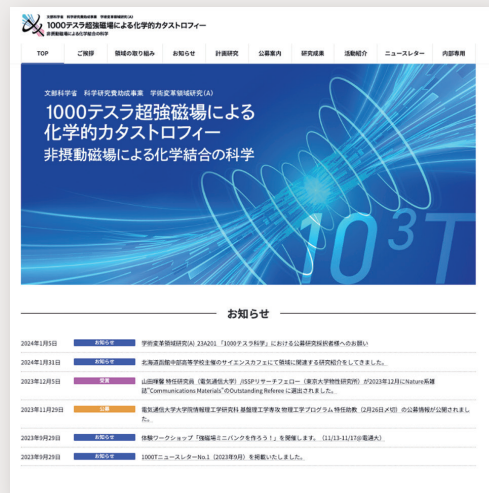 文部科学省 科学研究費助成事業 学術変革領域研究(A)
1000テスラ超強磁場による化学的カタストロフィー
非摂動磁場による化学結合の科学
TOP ご挨拶 領域の取り組み お知らせ 計画研究 公募案内 研究成果 活動紹介 ニュースレター 内部専用
文部科学省 科学研究費助成事業 学術変革領域研究(A)
1000テスラ超強磁場による
化学的カタストロフィー
非摂動磁場による化学結合の科学
10³T
お知らせ
2024年1月5日 お知らせ 学術変革領域研究(A) 23A201 「1000テスラ科学」における公募研究採択者様へのお願い
2024年1月31日 お知らせ 北海道函館中部高等学校主催のサイエンスカフェにて領域に関連する研究紹介をしてきました。
2023年12月5日 受賞 山田暉馨 特任研究員（電気通信大学）/ISSPリサーチフェロー（東京大学物性研究所）が2023年12月にNature系雑
誌"Communications Materials"のOutstanding Referee に選出されました。
2023年11月29日 公募 電気通信大学大学院情報理工学研究科 基盤理工学専攻 物理工学プログラム 特任助教（2月26日〆切）の公募情報が公開されまし
た。
2023年9月29日 お知らせ 体験ワークショップ「強磁場ミニバンクを作ろう！」を開催します。（11/13-11/17@電通大）
2023年9月29日 お知らせ 1000TニュースレターNo.1（2023年9月）を掲載いたしました。